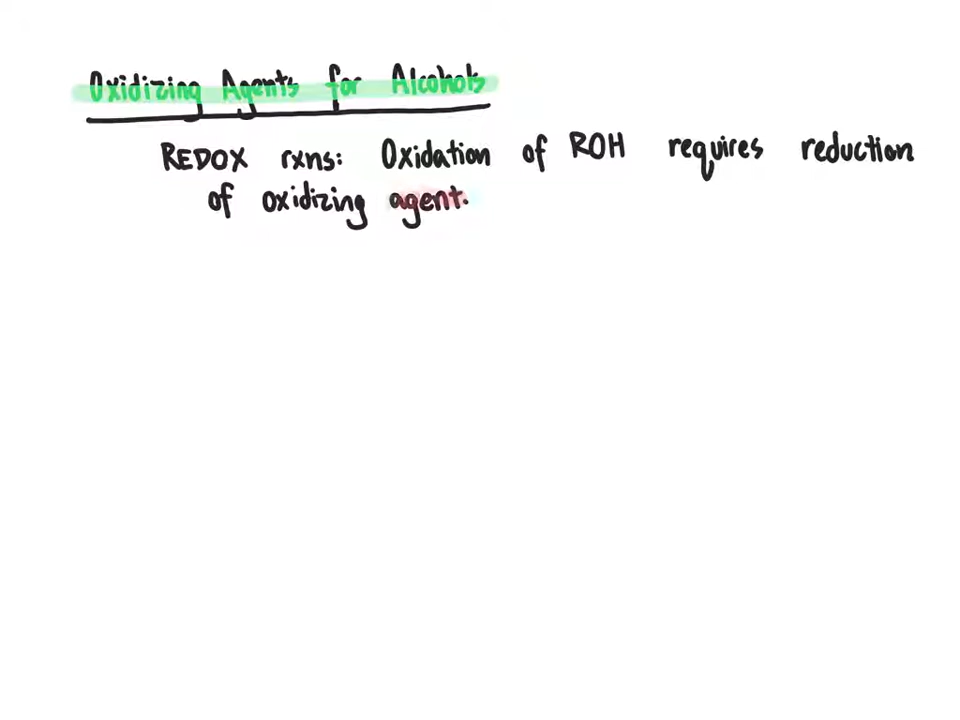 Oxidizing Agents for Alcohols
REDOX rxns: Oxidation of ROH requires reduction
of oxidizing agent.